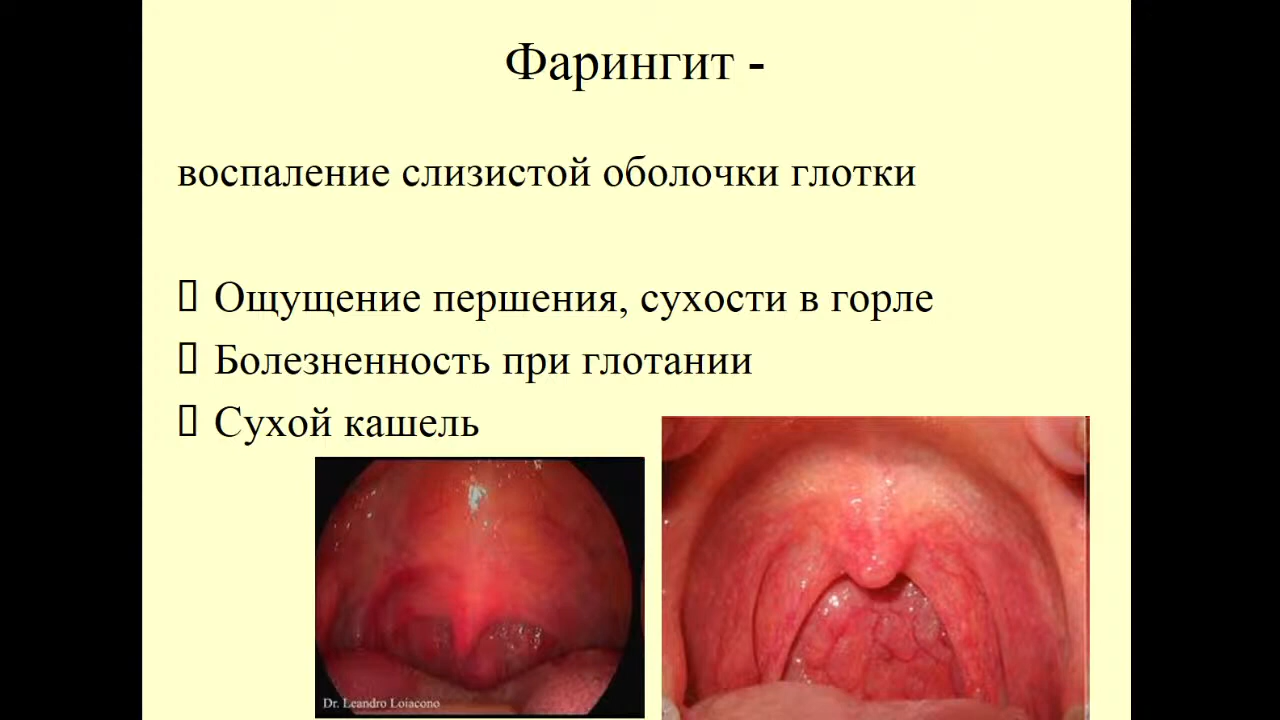 Фарингит -
воспаление слизистой оболочки глотки
Ощущение першения, сухости в горле
Болезненность при глотании
Сухой кашель
Dr. Leandro Loiacono